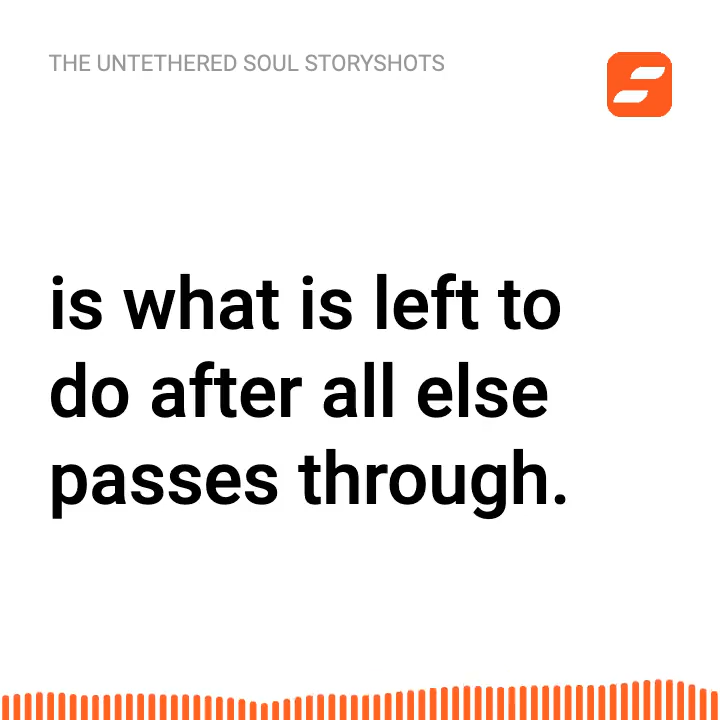 THE UNTETHERED SOUL STORYSHOTS
is what is left to
do after all else
passes through.